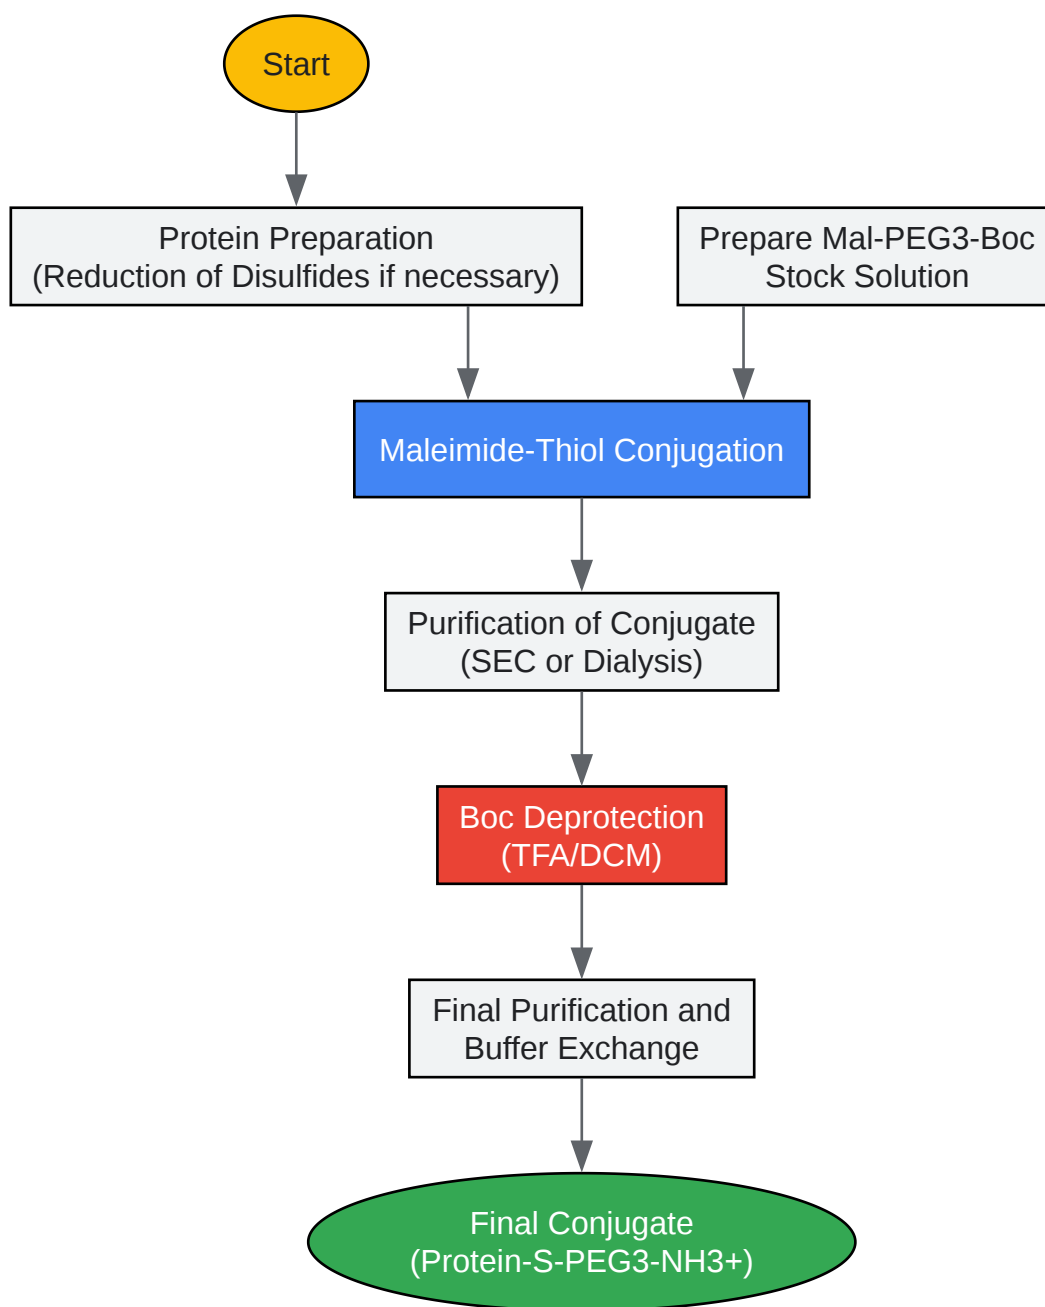 Start
Protein Preparation
(Reduction of Disulfides if necessary)
Prepare Mal-PEG3-Boc
Stock Solution
Maleimide-Thiol Conjugation
Purification of Conjugate
(SEC or Dialysis)
Boc Deprotection
(TFA/DCM)
Final Purification and
Buffer Exchange
Final Conjugate
(Protein-S-PEG3-NH3+)